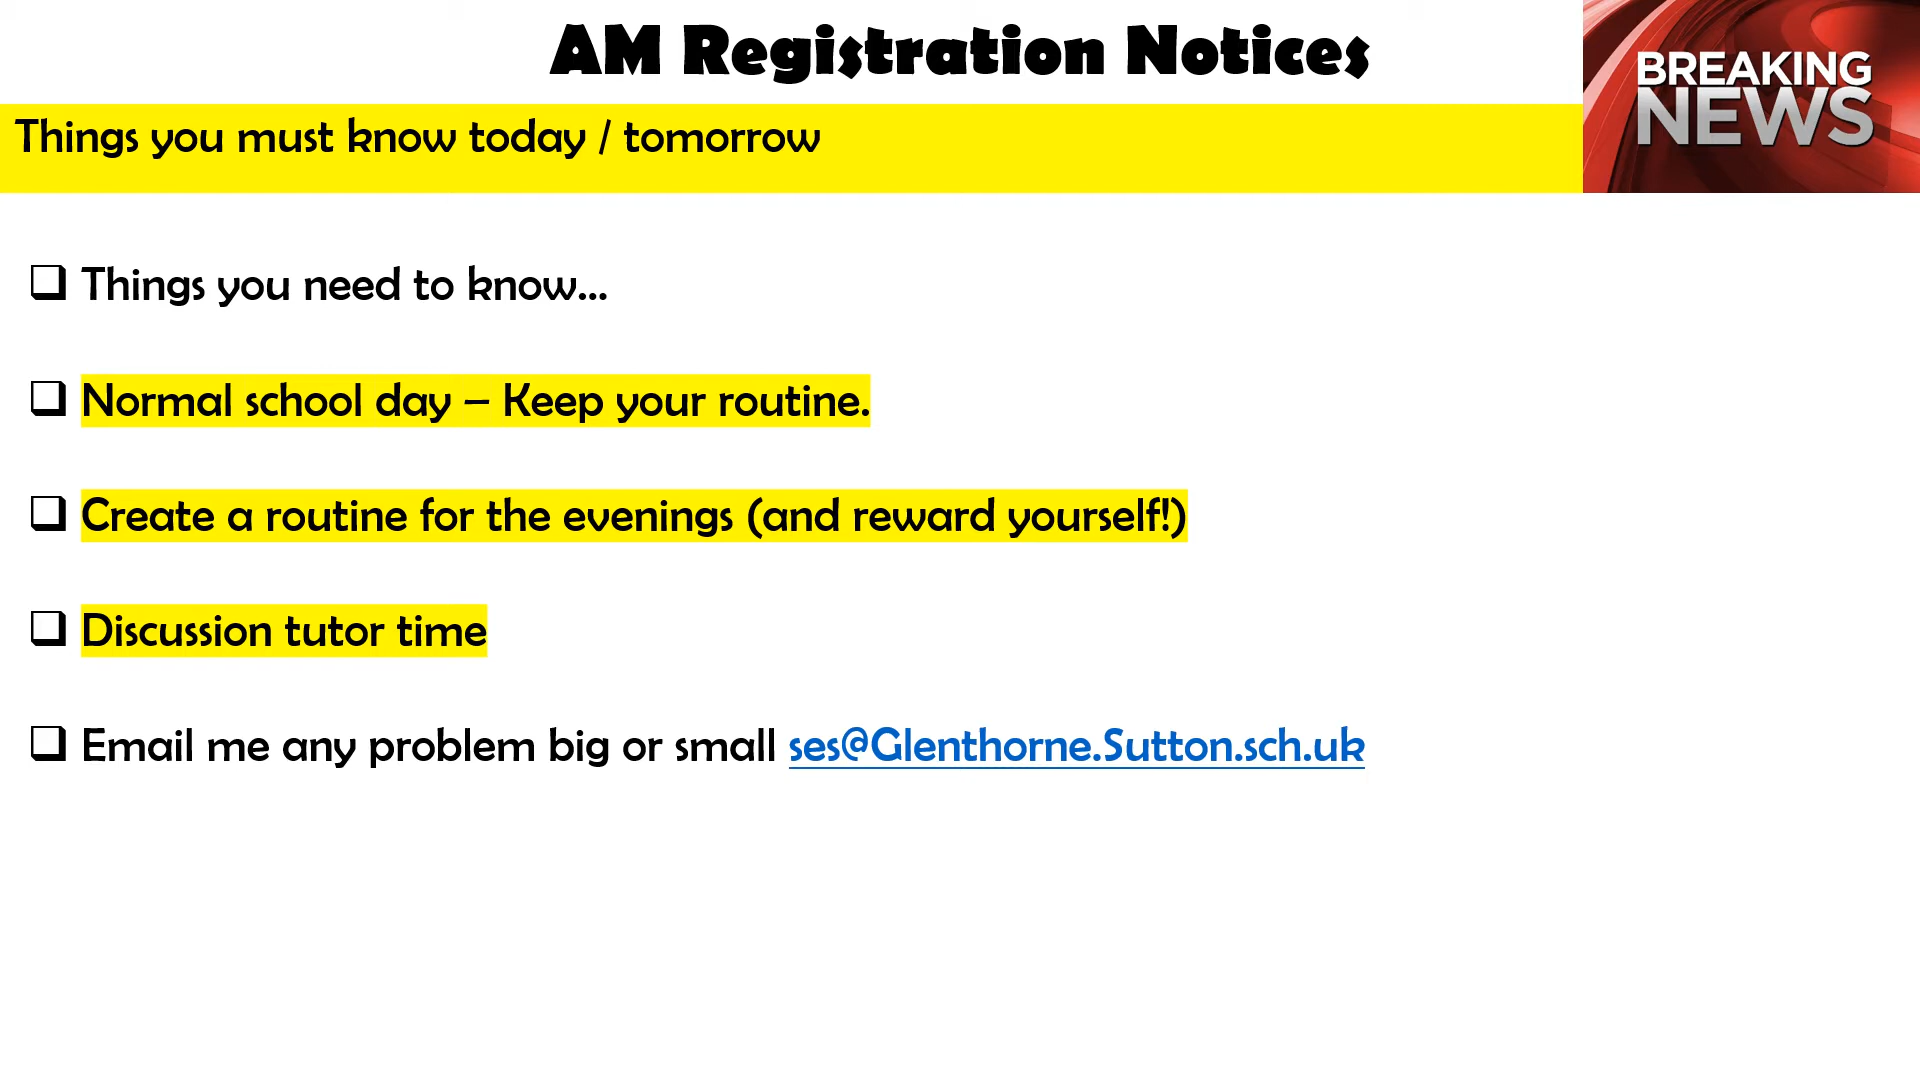 AM Registration Notices
BREAKING
NEWS
Things you must know today / tomorrow
Things you need to know...
Normal school day – Keep your routine.
Create a routine for the evenings (and reward yourself!)
Discussion tutor time
Email me any problem big or small ses@Glenthorne.Sutton.sch.uk